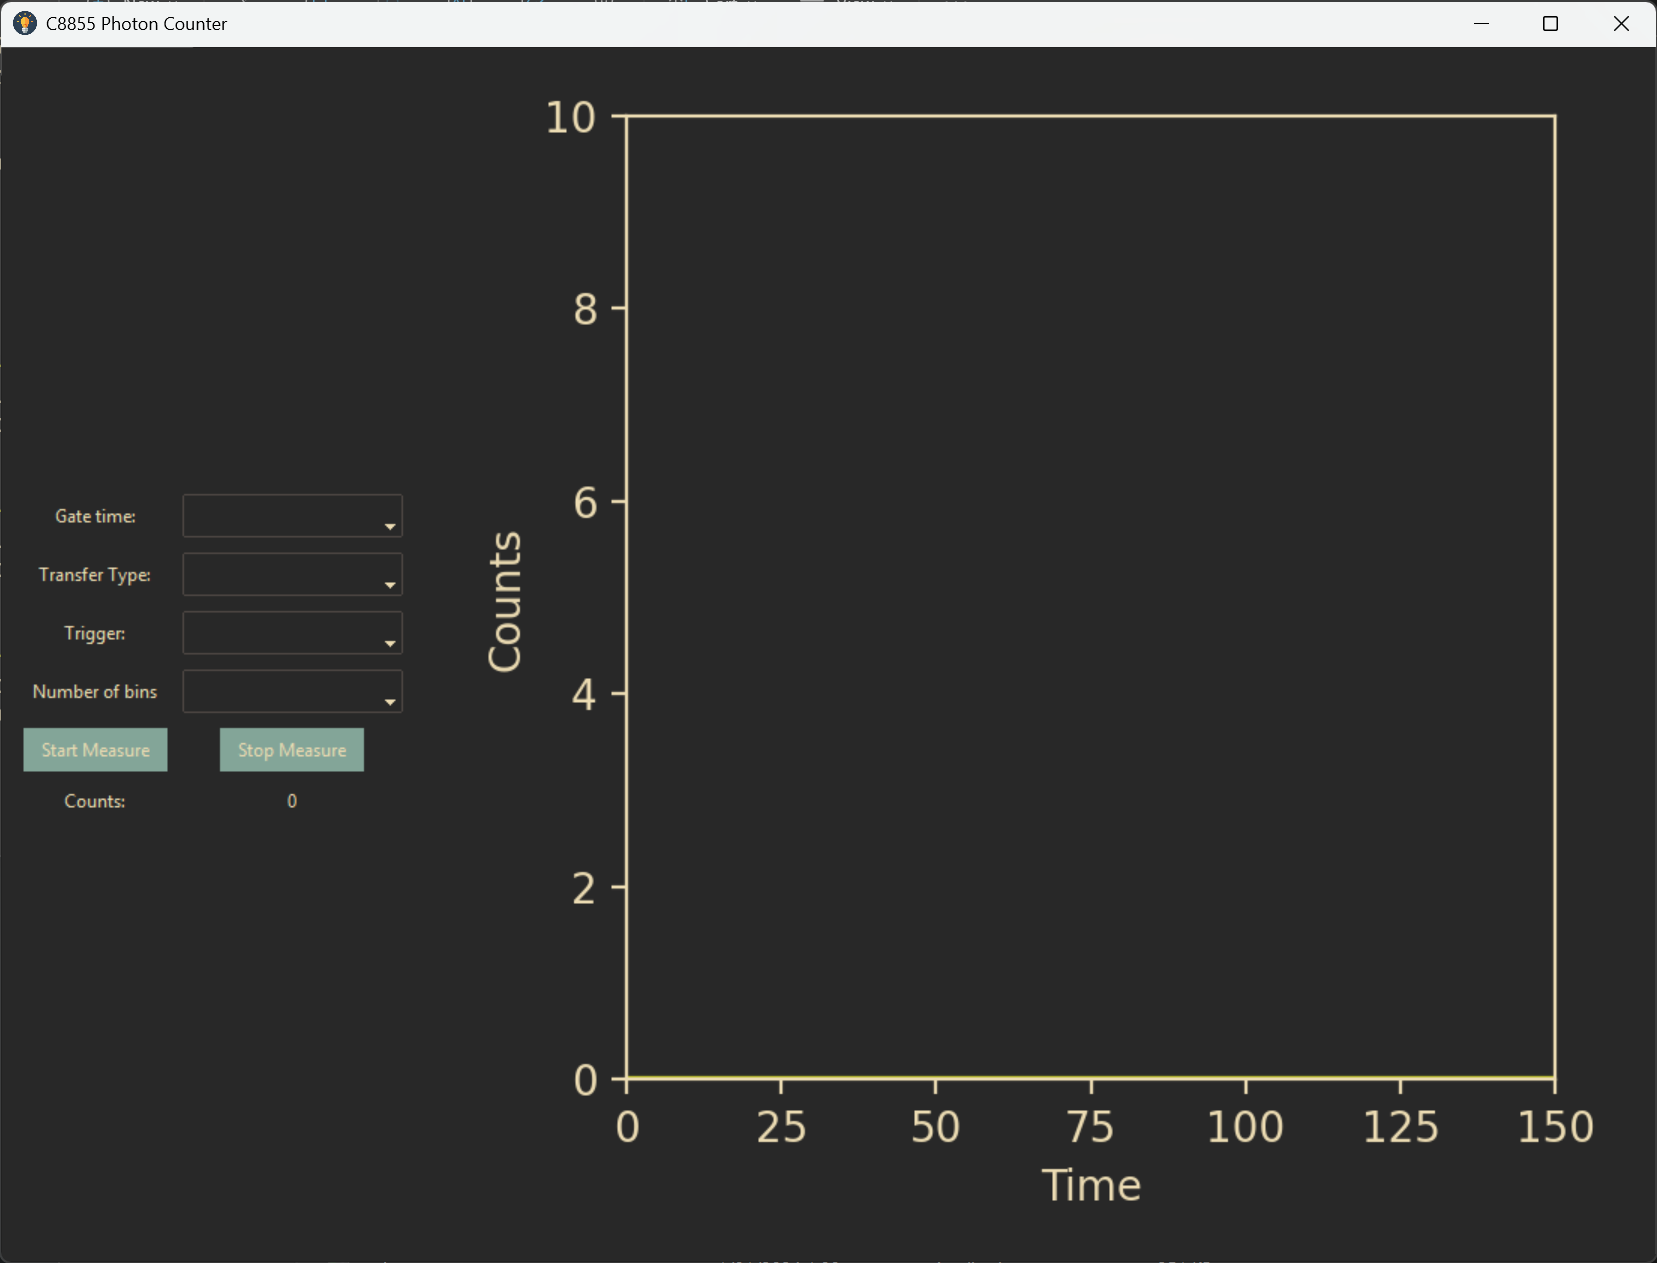 C8855 Photon Counter
Gate time:
Transfer Type:
Trigger:
Number of bins
Start Measure Stop Measure
Counts: 0
10
8
6
4
2
0
Counts
0 25 50 75 100 125 150
Time